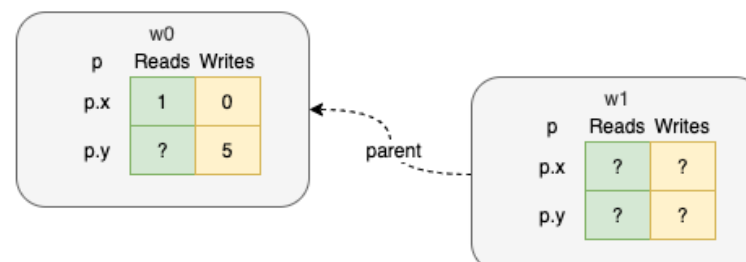 w0
p Reads Writes
p.x 1 0
p.y ? 5
parent
w1
p Reads Writes
p.x ? ?
p.y ? ?